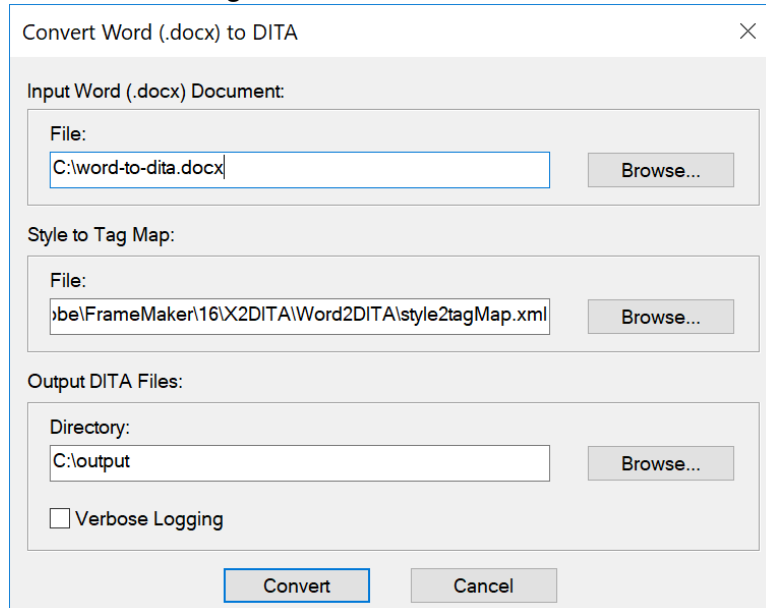 Convert Word (.docx) to DITA
Input Word (.docx) Document:
File:
C:\word-to-dita.docx
Browse...
Style to Tag Map:
File:
obe\FrameMaker\16\X2DITA\Word2DITA\style2tagMap.xml
Browse...
Output DITA Files:
Directory:
C:\output
Browse...
Verbose Logging
Convert Cancel